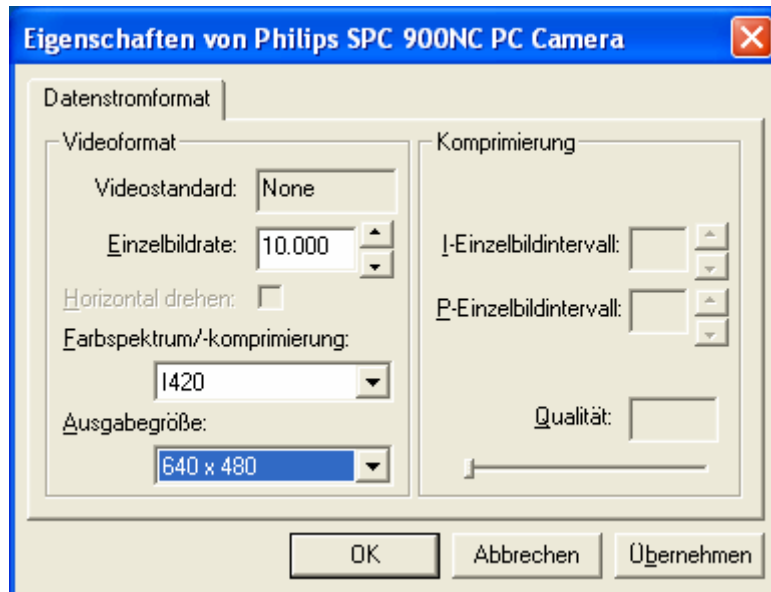 Eigenschaften von Philips SPC 900NC PC Camera
Datenstromformat
Videoformat
Videostandard: None
Einzelbildrate: 10.000
Horizontal drehen:
Farbspektrum/-komprimierung:
I420
Ausgabegröße:
640 x 480
Komprimierung
I-Einzelbildintervall:
P-Einzelbildintervall:
Qualität:
OK Abbrechen Übernehmen